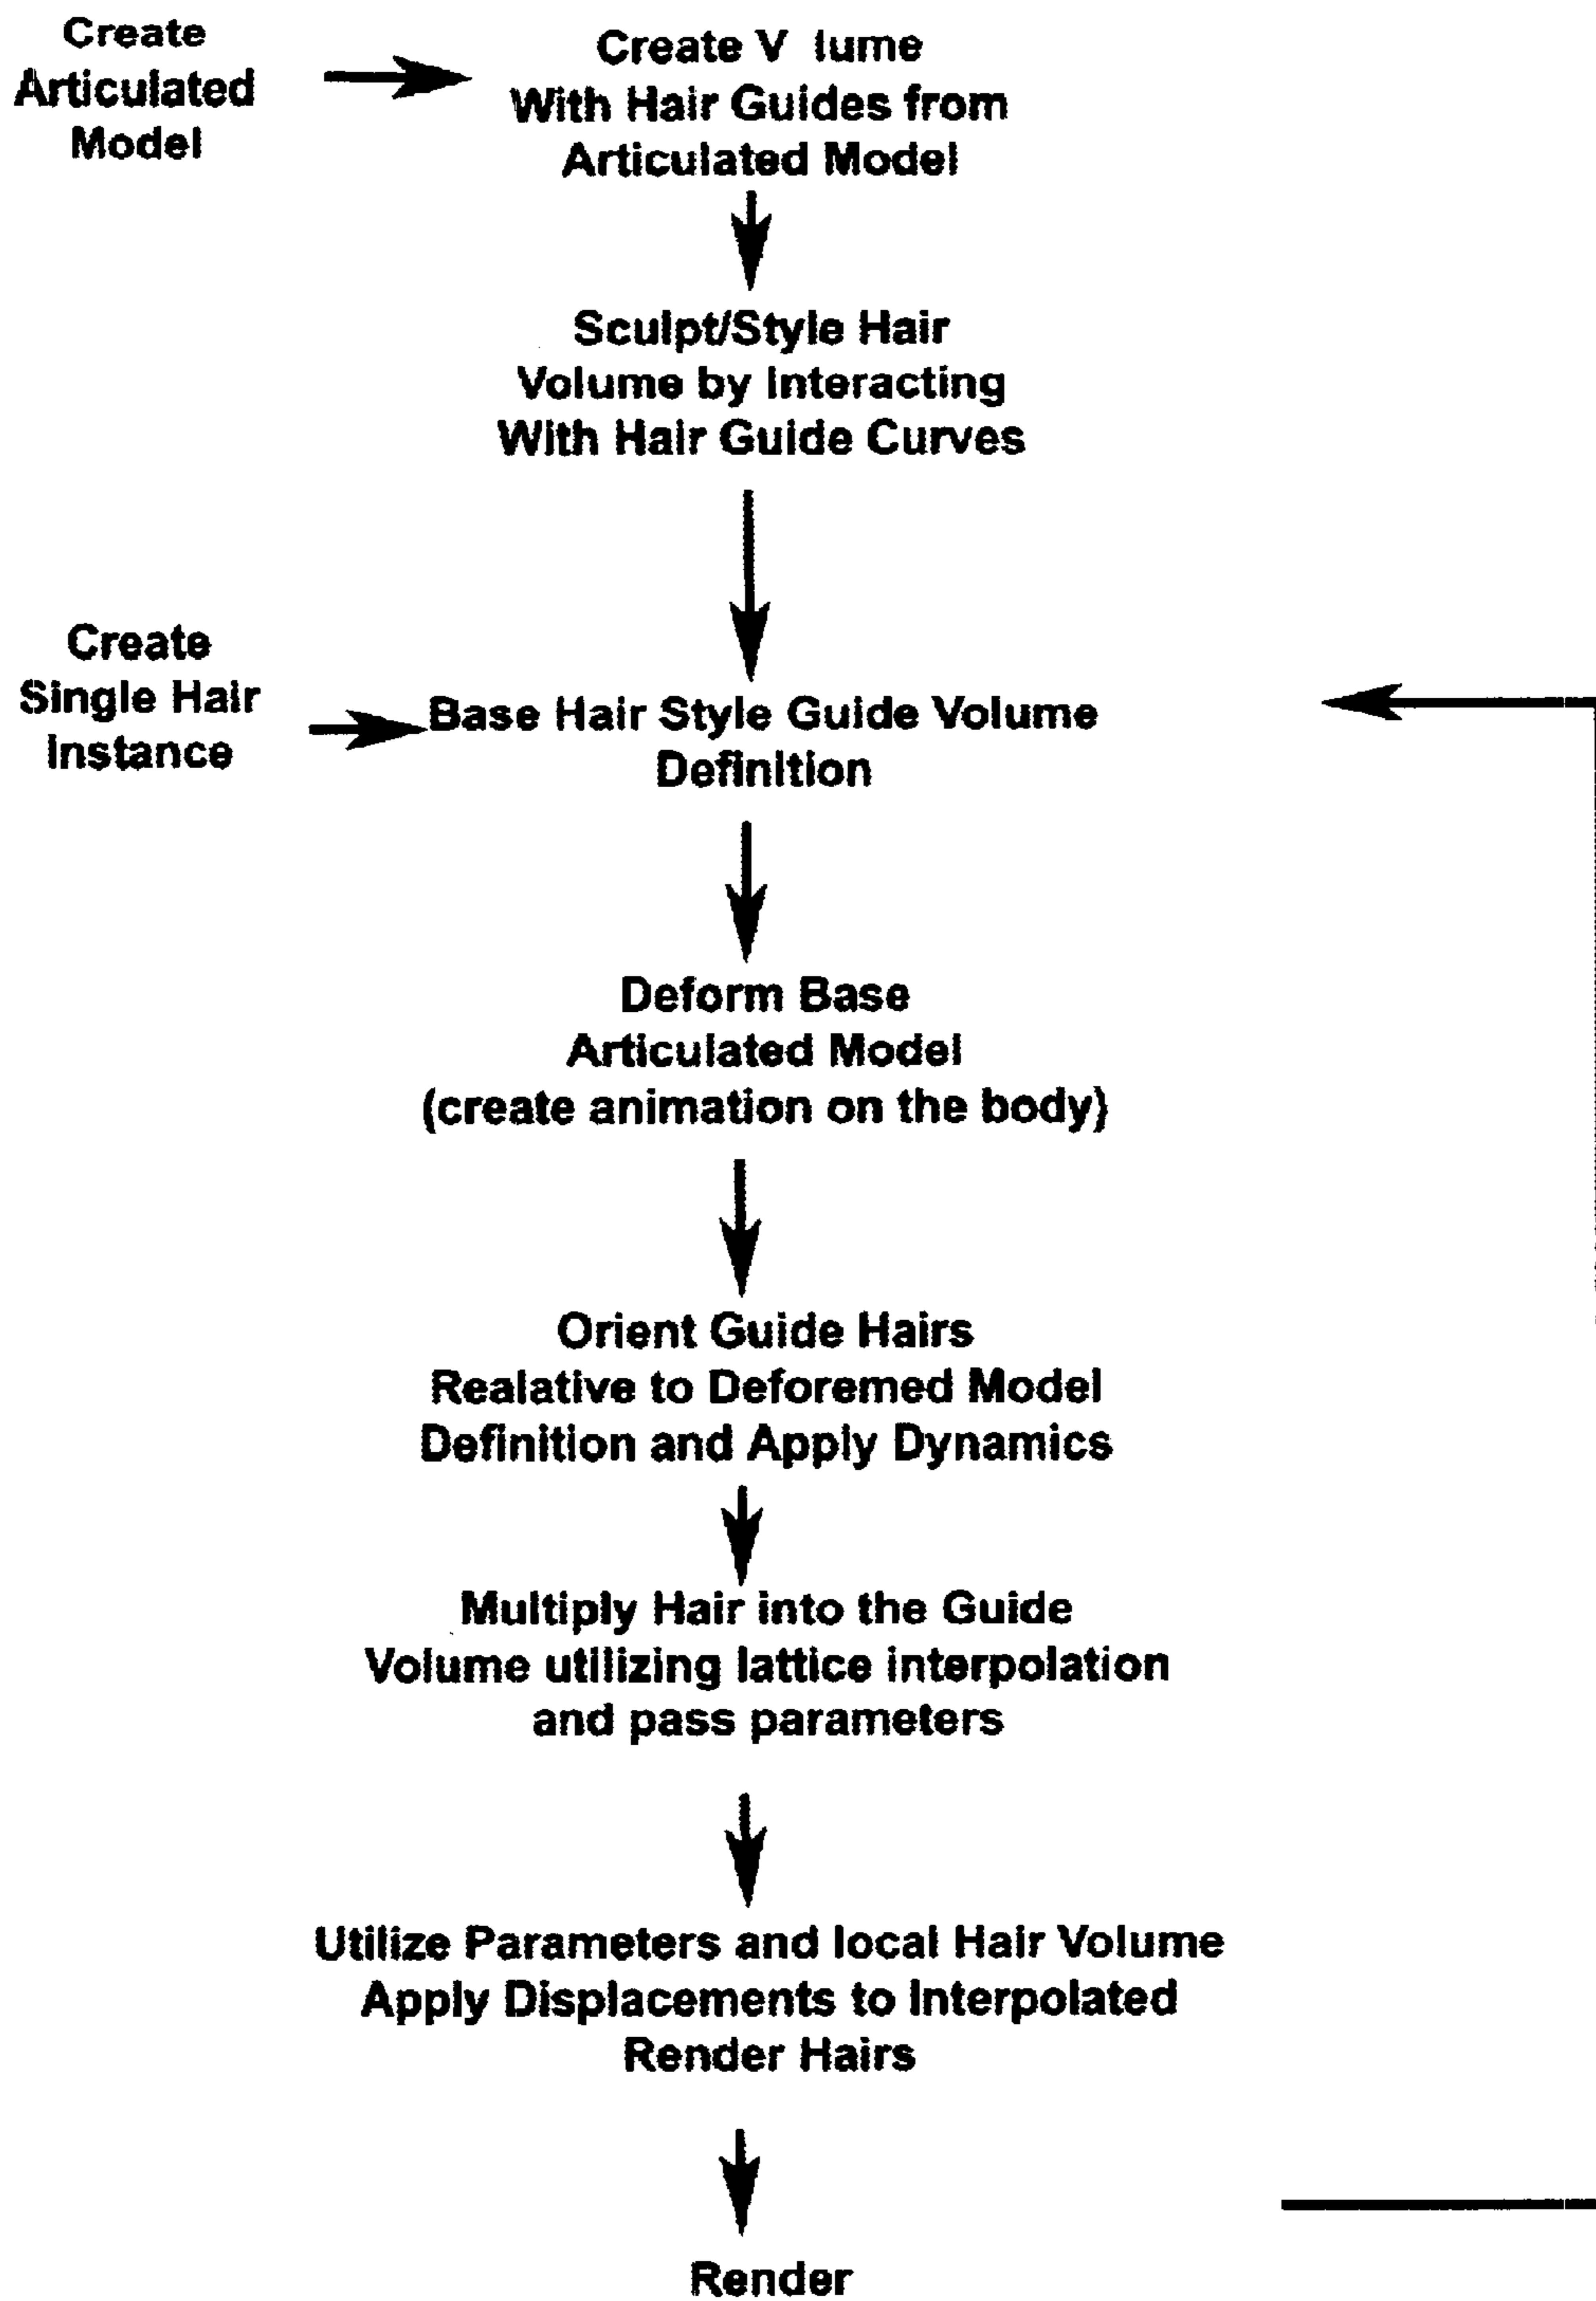 Create
Articulated
Model
Create V lume
With Hair Guides from
Articulated Model
Sculpt/Style Hair
Volume by Interacting
With Hair Guide Curves
Create
Single Hair
Instance
Base Hair Style Guide Volume
Definition
Deform Base
Articulated Model
(create animation on the body)
Orient Guide Hairs
Realative to Deforemed Model
Definition and Apply Dynamics
Multiply Hair into the Guide
Volume utilizing lattice interpolation
and pass parameters
Utilize Parameters and local Hair Volume
Apply Displacements to Interpolated
Render Hairs
Render